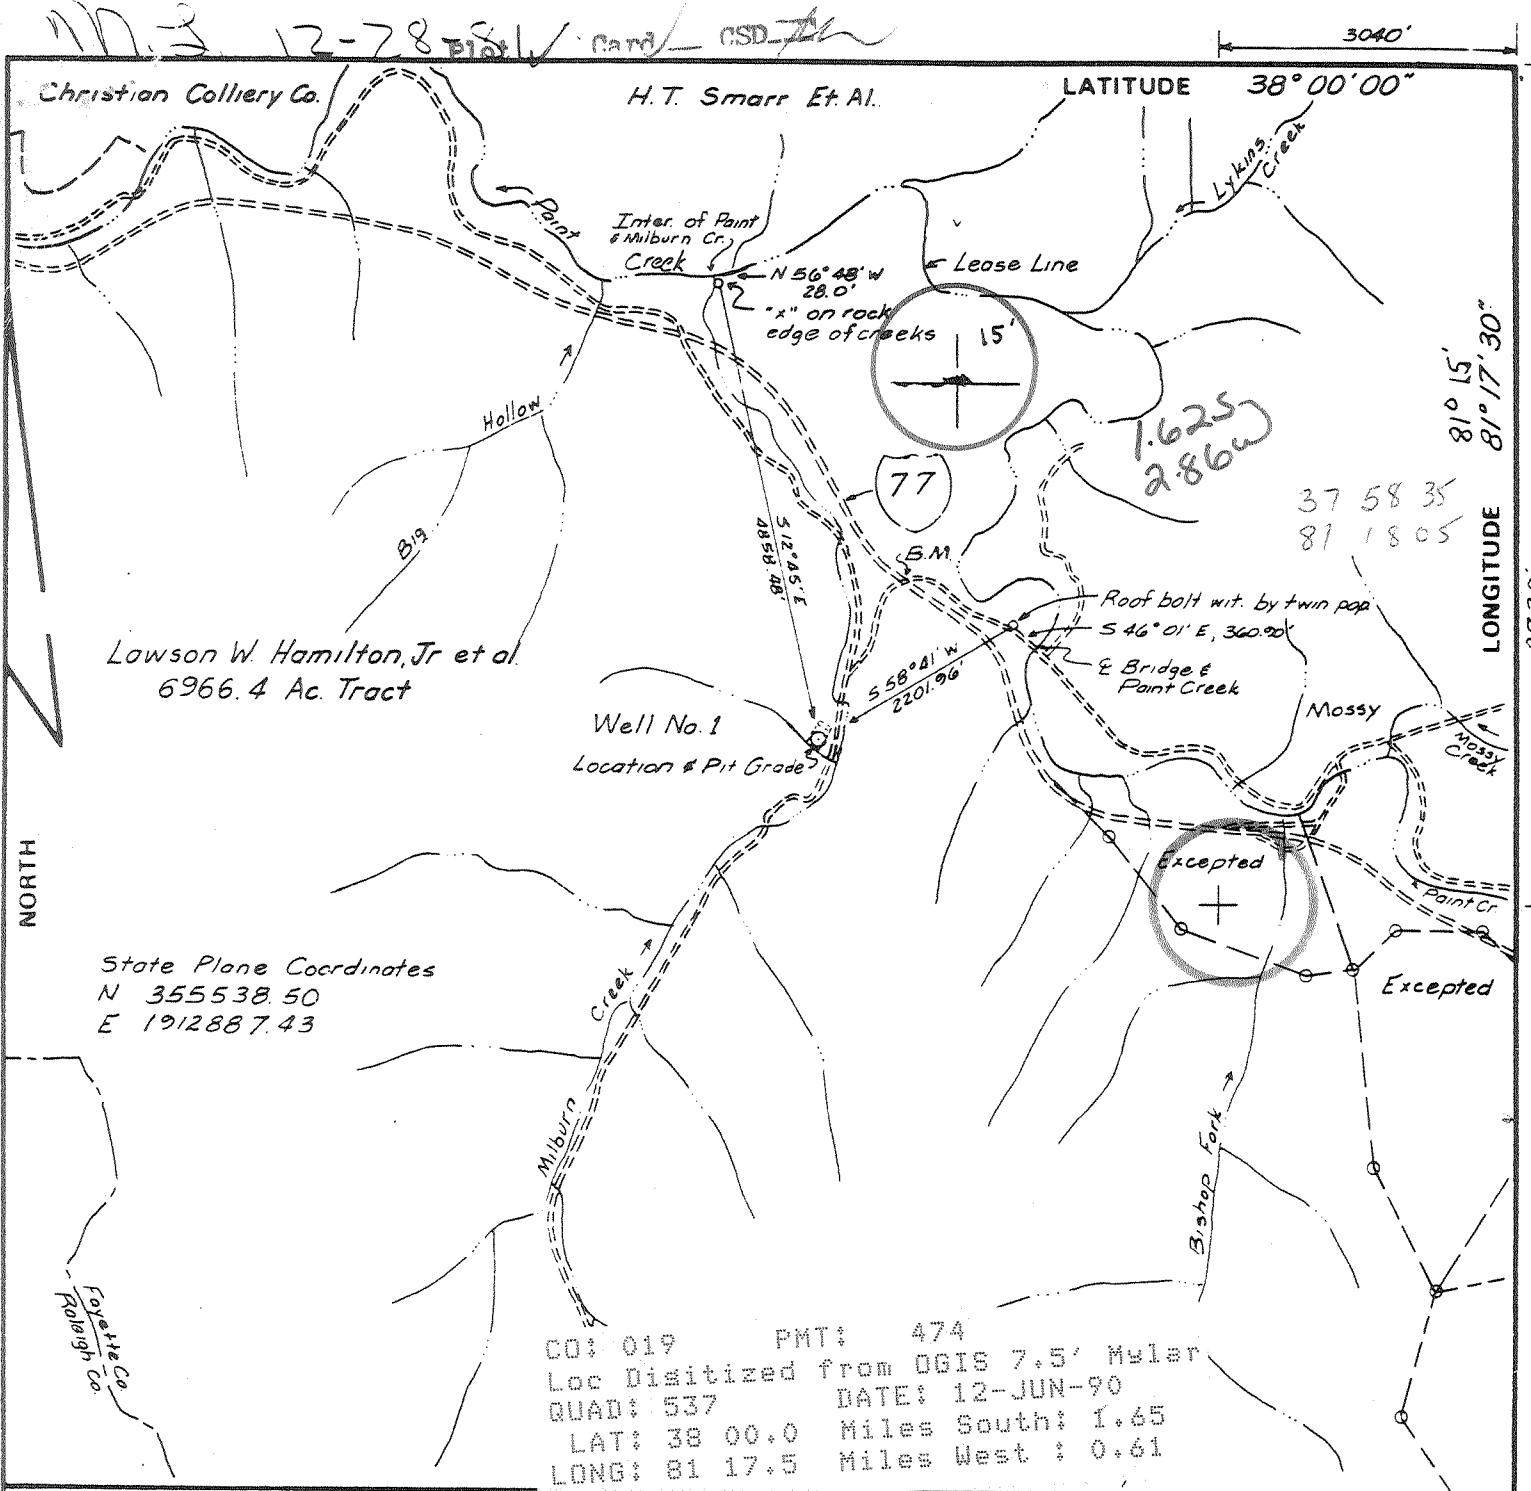 12-28-8
Plot Card CSD
3040'
Christian Colliery Co.
H.T. Smarr Et. Al.
LATITUDE 38°00'00"
Lykins
Creek
Paint
Inter. of Paint
& Milburn Cr.
Creek
N 56° 48' W
28.0'
"x" on rock
edge of creeks
Lease Line
15'
81° 15'
81° 17' 30"
LONGITUDE
1.62S
2.86W
37 58 35
81 18 05
Hollow
Big
77
S 12° 45' E
4858.48'
B.M.
Roof bolt wit. by twin pop
S 46° 01' E, 360.90'
℄ Bridge &
Paint Creek
S 58° 41' W
2201.96'
Lawson W. Hamilton, Jr et al.
6966.4 Ac. Tract
Well No. 1
Location & Pit Grade
Mossy
Mossy
Creek
NORTH
Excepted
Paint Cr.
Excepted
State Plane Coordinates
N 355538.50
E 1912887.43
Creek
Milburn
Bishop Fork
Fayette Co.
Raleigh Co.
CO: 019 PMT: 474
Loc Digitized from OGIS 7.5' Mylar
QUAD: 537 DATE: 12-JUN-90
LAT: 38 00.0 Miles South: 1.65
LONG: 81 17.5 Miles West : 0.61